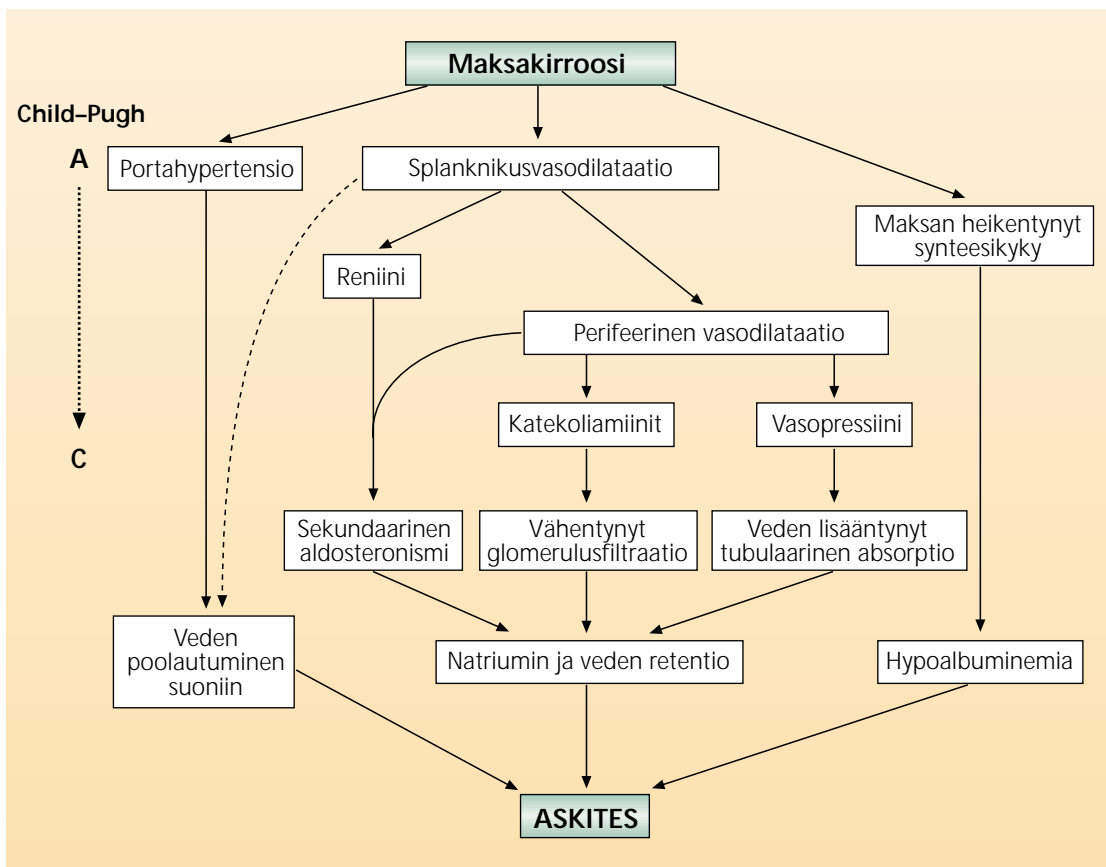 Maksakirroosi
Child–Pugh
A
Portahypertensio
Splanknikusvasodilataatio
Maksan heikentynyt
synteesikyky
Reniini
Perifeerinen vasodilataatio
Katekoliamiinit
Vasopressiini
C
Sekundaarinen
aldosteronismi
Vähentynyt
glomerulusfiltraatio
Veden lisääntynyt
tubulaarinen absorptio
Veden
poolautuminen
suoniin
Natriumin ja veden retentio
Hypoalbuminemia
ASKITES